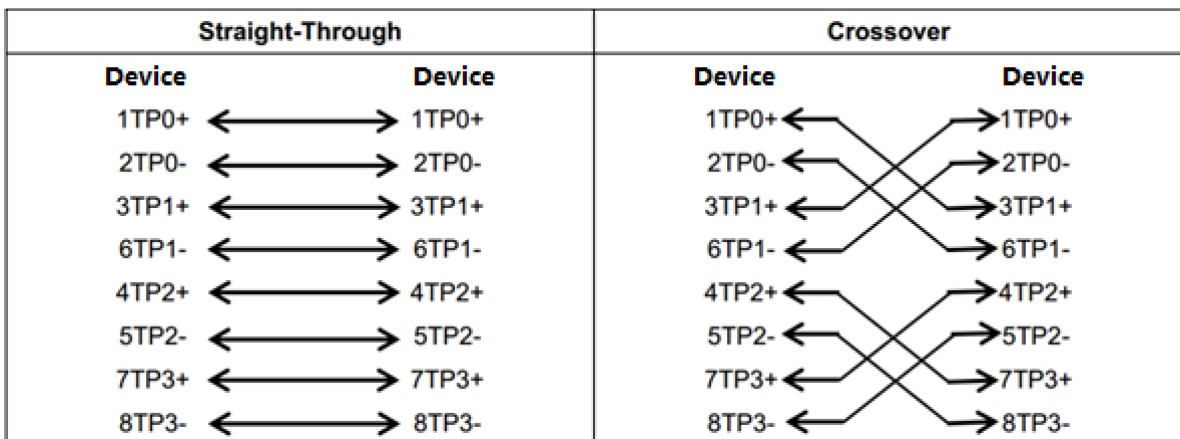 Straight-Through Crossover
Device Device Device Device
1TP0+ 1TP0+ 1TP0+ 1TP0+
2TP0- 2TP0- 2TP0- 2TP0-
3TP1+ 3TP1+ 3TP1+ 3TP1+
6TP1- 6TP1- 6TP1- 6TP1-
4TP2+ 4TP2+ 4TP2+ 4TP2+
5TP2- 5TP2- 5TP2- 5TP2-
7TP3+ 7TP3+ 7TP3+ 7TP3+
8TP3- 8TP3- 8TP3- 8TP3-